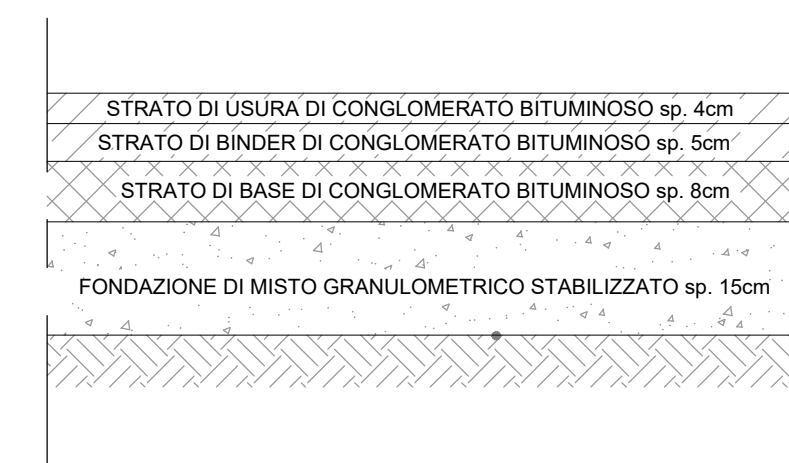 STRATO DI USURA DI CONGLOMERATO BITUMINOSO sp. 4cm
STRATO DI BINDER DI CONGLOMERATO BITUMINOSO sp. 5cm
STRATO DI BASE DI CONGLOMERATO BITUMINOSO sp. 8cm
FONDAZIONE DI MISTO GRANULOMETRICO STABILIZZATO sp. 15cm